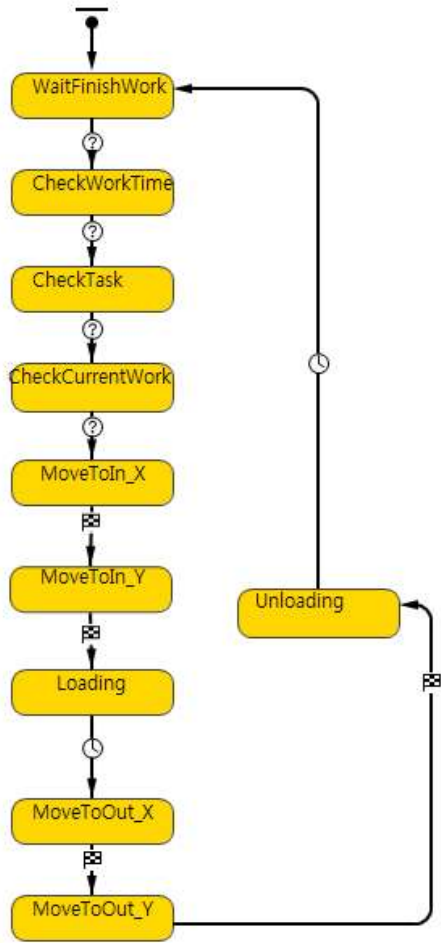 WaitFinishWork
?
CheckWorkTime
?
CheckTask
?
CheckCurrentWork
?
MoveToIn_X
MoveToIn_Y
Unloading
Loading
MoveToOut_X
MoveToOut_Y